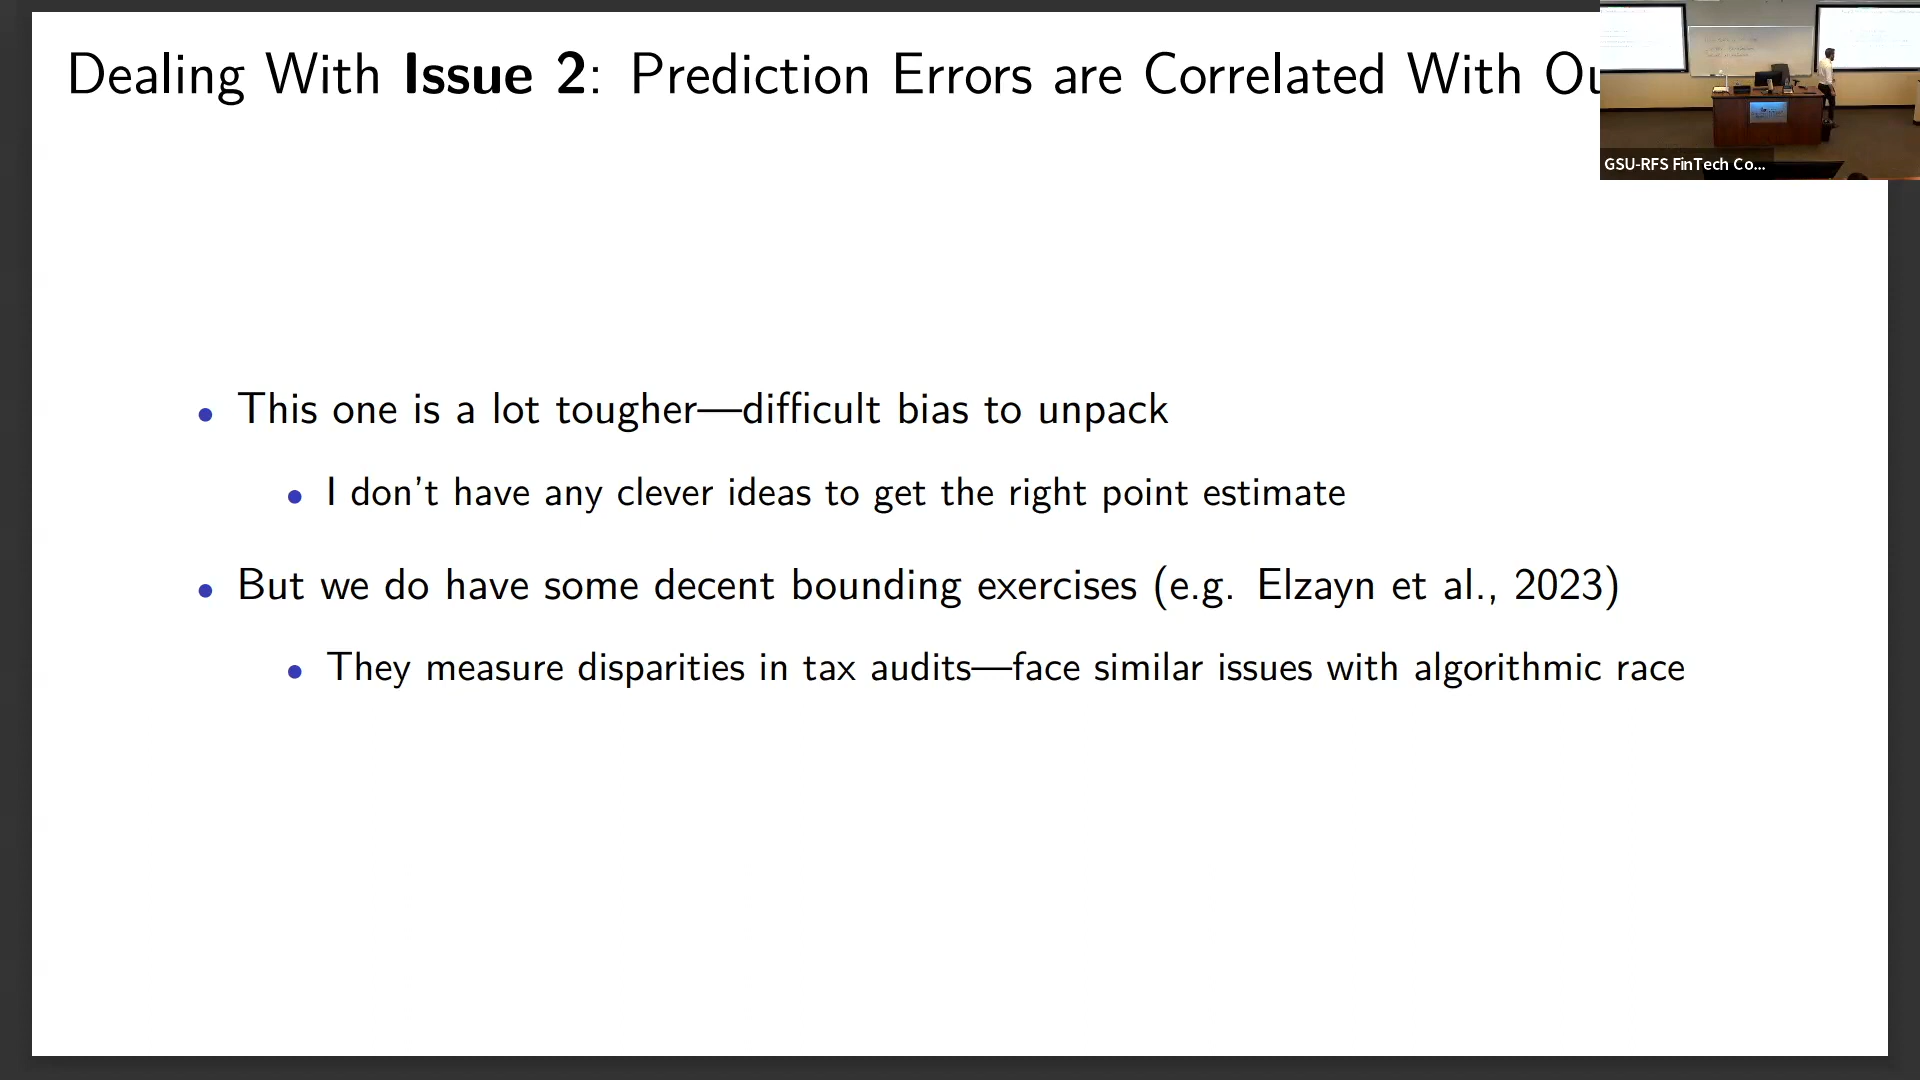 Dealing With Issue 2: Prediction Errors are Correlated With
GSU-RFS FinTech Co...
• This one is a lot tougher—difficult bias to unpack
• I don't have any clever ideas to get the right point estimate
• But we do have some decent bounding exercises (e.g. Elzayn et al., 2023)
• They measure disparities in tax audits—face similar issues with algorithmic race